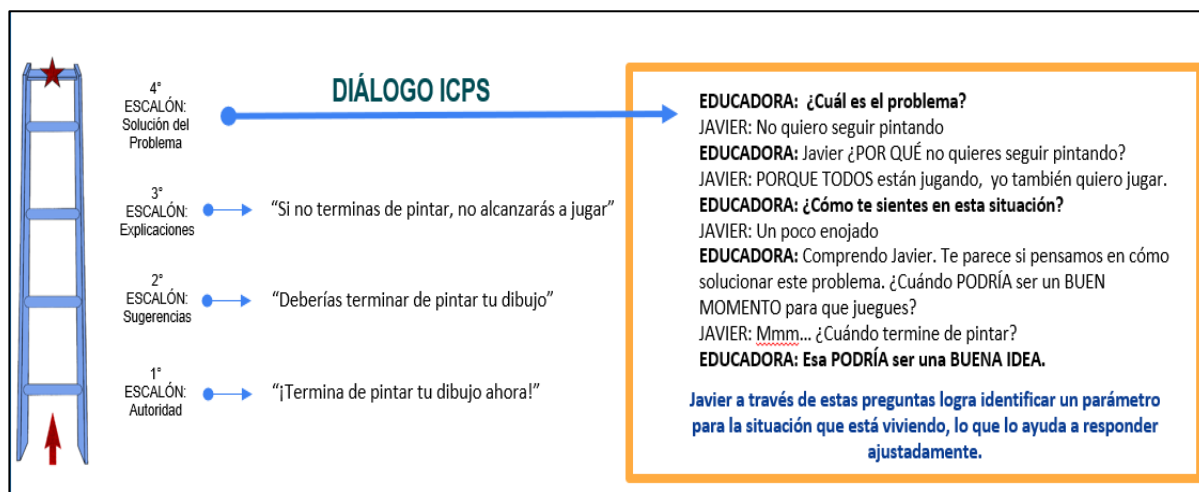 DIÁLOGO ICPS
4°
ESCALÓN:
Solución del
Problema
3°
ESCALÓN:
Explicaciones
“Si no terminas de pintar, no alcanzarás a jugar”
2°
ESCALÓN:
Sugerencias
“Deberías terminar de pintar tu dibujo”
1°
ESCALÓN:
Autoridad
“¡Termina de pintar tu dibujo ahora!”
EDUCADORA: ¿Cuál es el problema?
JAVIER: No quiero seguir pintando
EDUCADORA: Javier ¿POR QUÉ no quieres seguir pintando?
JAVIER: PORQUE TODOS están jugando, yo también quiero jugar.
EDUCADORA: ¿Cómo te sientes en esta situación?
JAVIER: Un poco enojado
EDUCADORA: Comprendo Javier. Te parece si pensamos en cómo
solucionar este problema. ¿Cuándo PODRÍA ser un BUEN
MOMENTO para que juegues?
JAVIER: Mmm... ¿Cuándo termine de pintar?
EDUCADORA: Esa PODRÍA ser una BUENA IDEA.
Javier a través de estas preguntas logra identificar un parámetro
para la situación que está viviendo, lo que lo ayuda a responder
ajustadamente.